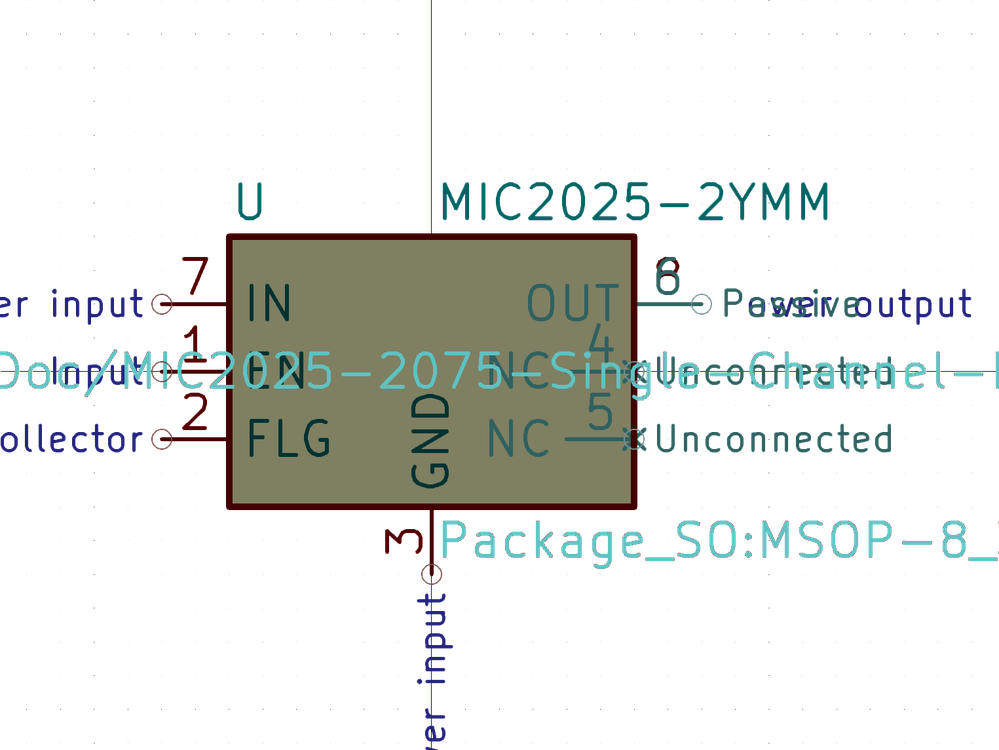 U MIC2025-2YMM
7 IN OUT 8 Power output
er input Passive
1 EN NC 4 Unconnected
Input
Doc/MIC2025-2075-Single-Channel-
2 FLG NC 5 Unconnected
ollector
GND
3 Package_SO:MSOP-8_
er input